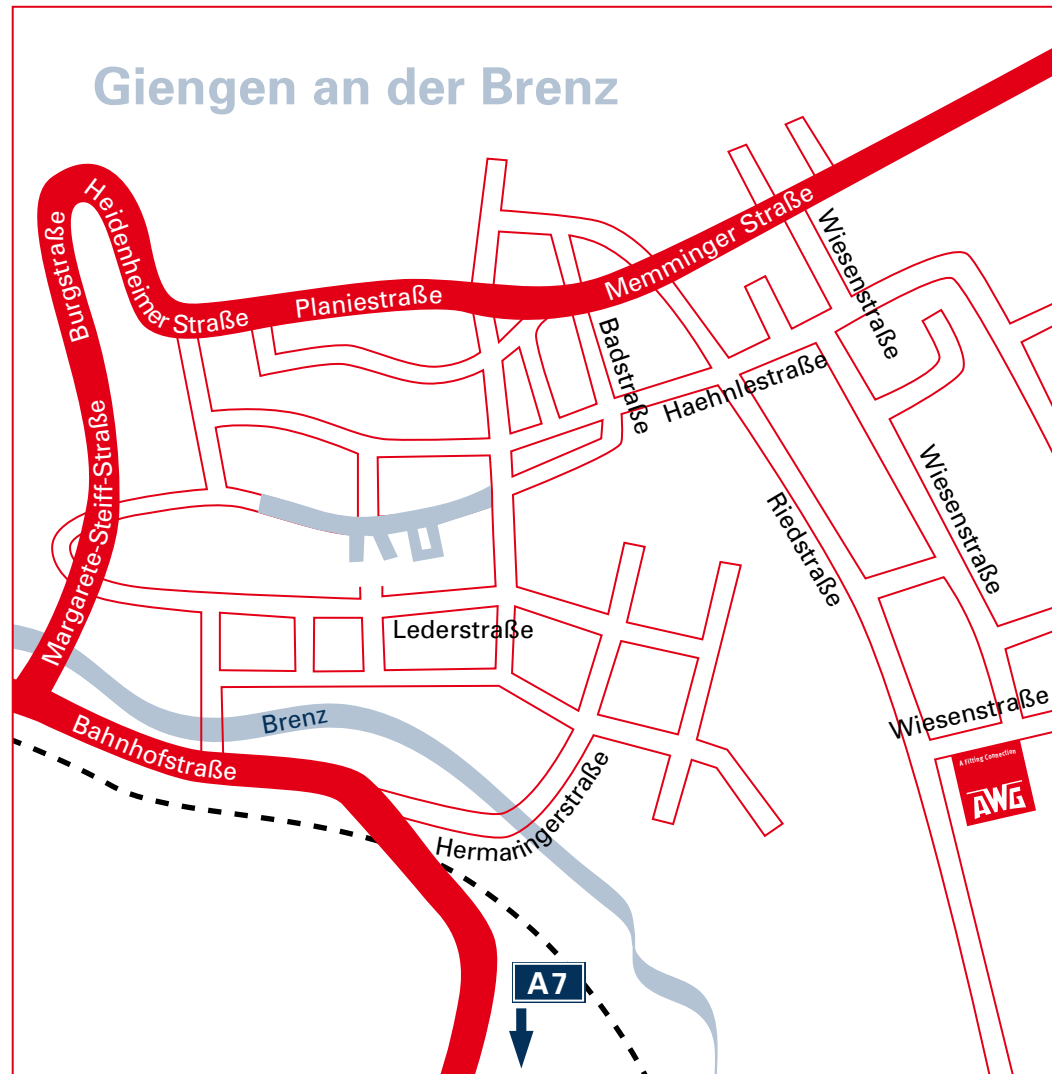 Giengen an der Brenz
Heidenheimer Straße
Burgstraße
Planiestraße
Memminger Straße
Wiesenstraße
Badstraße
Haehnlestraße
Margarete-Steiff-Straße
Wiesenstraße
Riedstraße
Lederstraße
Wiesenstraße
Brenz
Bahnhofstraße
A Fitting Connection
AWG
Hermaringerstraße
A7